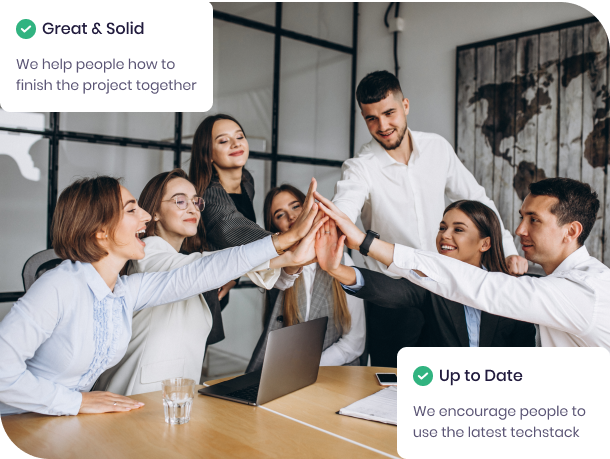 Great & Solid
We help people how to
finish the project together
Up to Date
We encourage people to
use the latest techstack